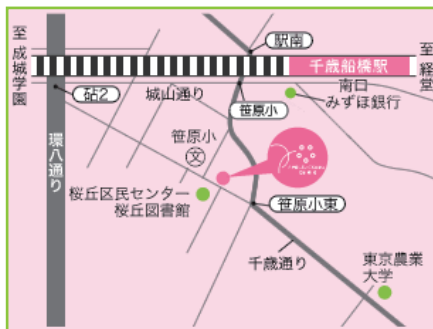 至成城学園
駅南
千歳船橋駅
至経堂
砧2
城山通り
笹原小
南口
みずほ銀行
環八通り
笹原小
文
桜丘区民センター
桜丘図書館
笹原小東
千歳通り
東京農業
大学